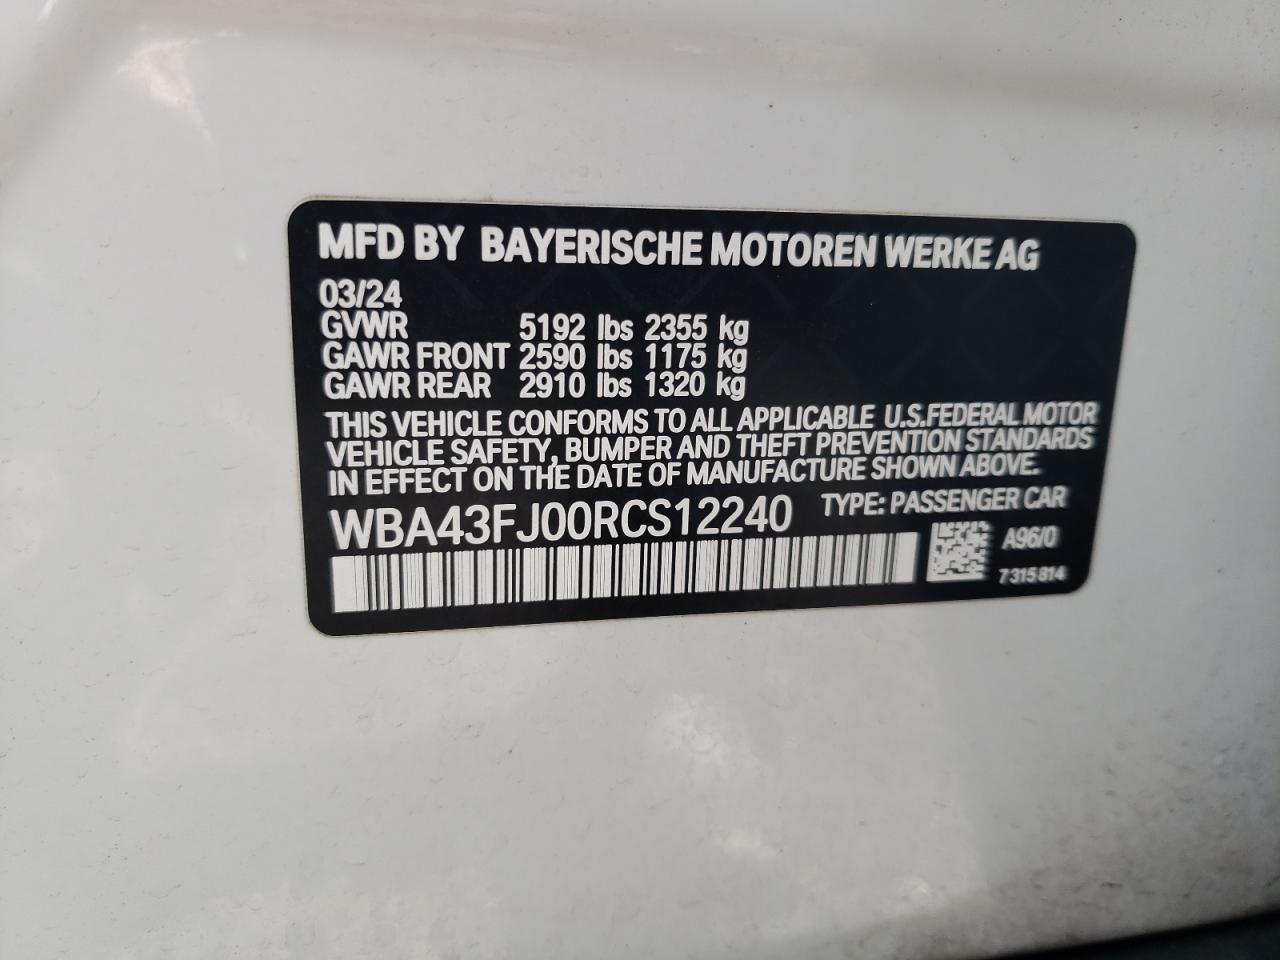 MFD BY BAYERISCHE MOTOREN WERKE AG
03/24
GVWR 5192 lbs 2355 kg
GAWR FRONT 2590 lbs 1175 kg
GAWR REAR 2910 lbs 1320 kg
THIS VEHICLE CONFORMS TO ALL APPLICABLE U.S.FEDERAL MOTOR
VEHICLE SAFETY, BUMPER AND THEFT PREVENTION STANDARDS
IN EFFECT ON THE DATE OF MANUFACTURE SHOWN ABOVE.
WBA43FJ00RCS12240 TYPE: PASSENGER CAR
A96/0
7315814